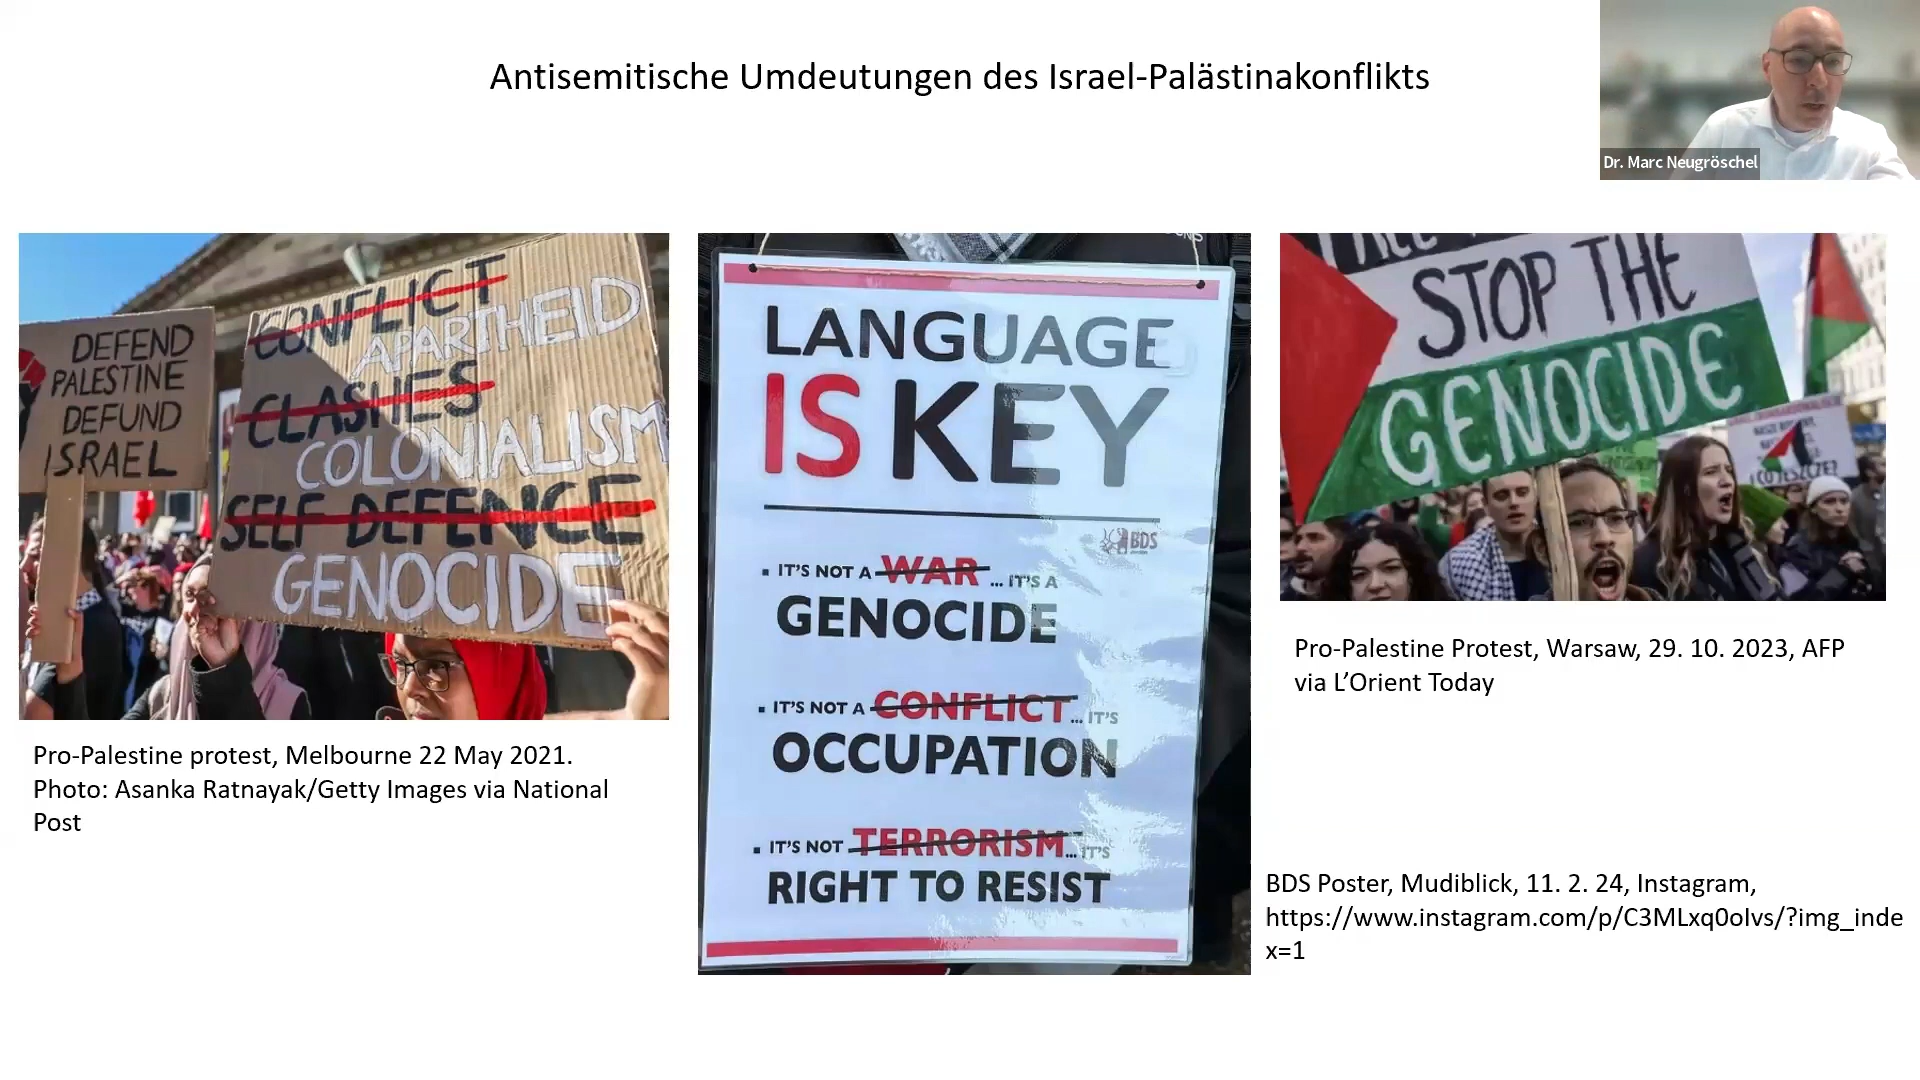 Antisemitische Umdeutungen des Israel-Palästinakonflikts
Dr. Marc Neugröschel
DEFEND
PALESTINE
DEFUND
ISRAEL
CONFLICT
APARTHEID
CLASHES
COLONIALISM
SELF DEFENCE
GENOCIDE
Pro-Palestine protest, Melbourne 22 May 2021.
Photo: Asanka Ratnayak/Getty Images via National
Post
LANGUAGE
IS KEY
BDS
▪ IT'S NOT A WAR ... IT'S A
GENOCIDE
▪ IT'S NOT A CONFLICT... IT'S
OCCUPATION
▪ IT'S NOT TERRORISM... IT'S
RIGHT TO RESIST
STOP THE
GENOCIDE
Pro-Palestine Protest, Warsaw, 29. 10. 2023, AFP
via L’Orient Today
BDS Poster, Mudiblick, 11. 2. 24, Instagram,
https://www.instagram.com/p/C3MLxq0oIvs/?img_inde
x=1